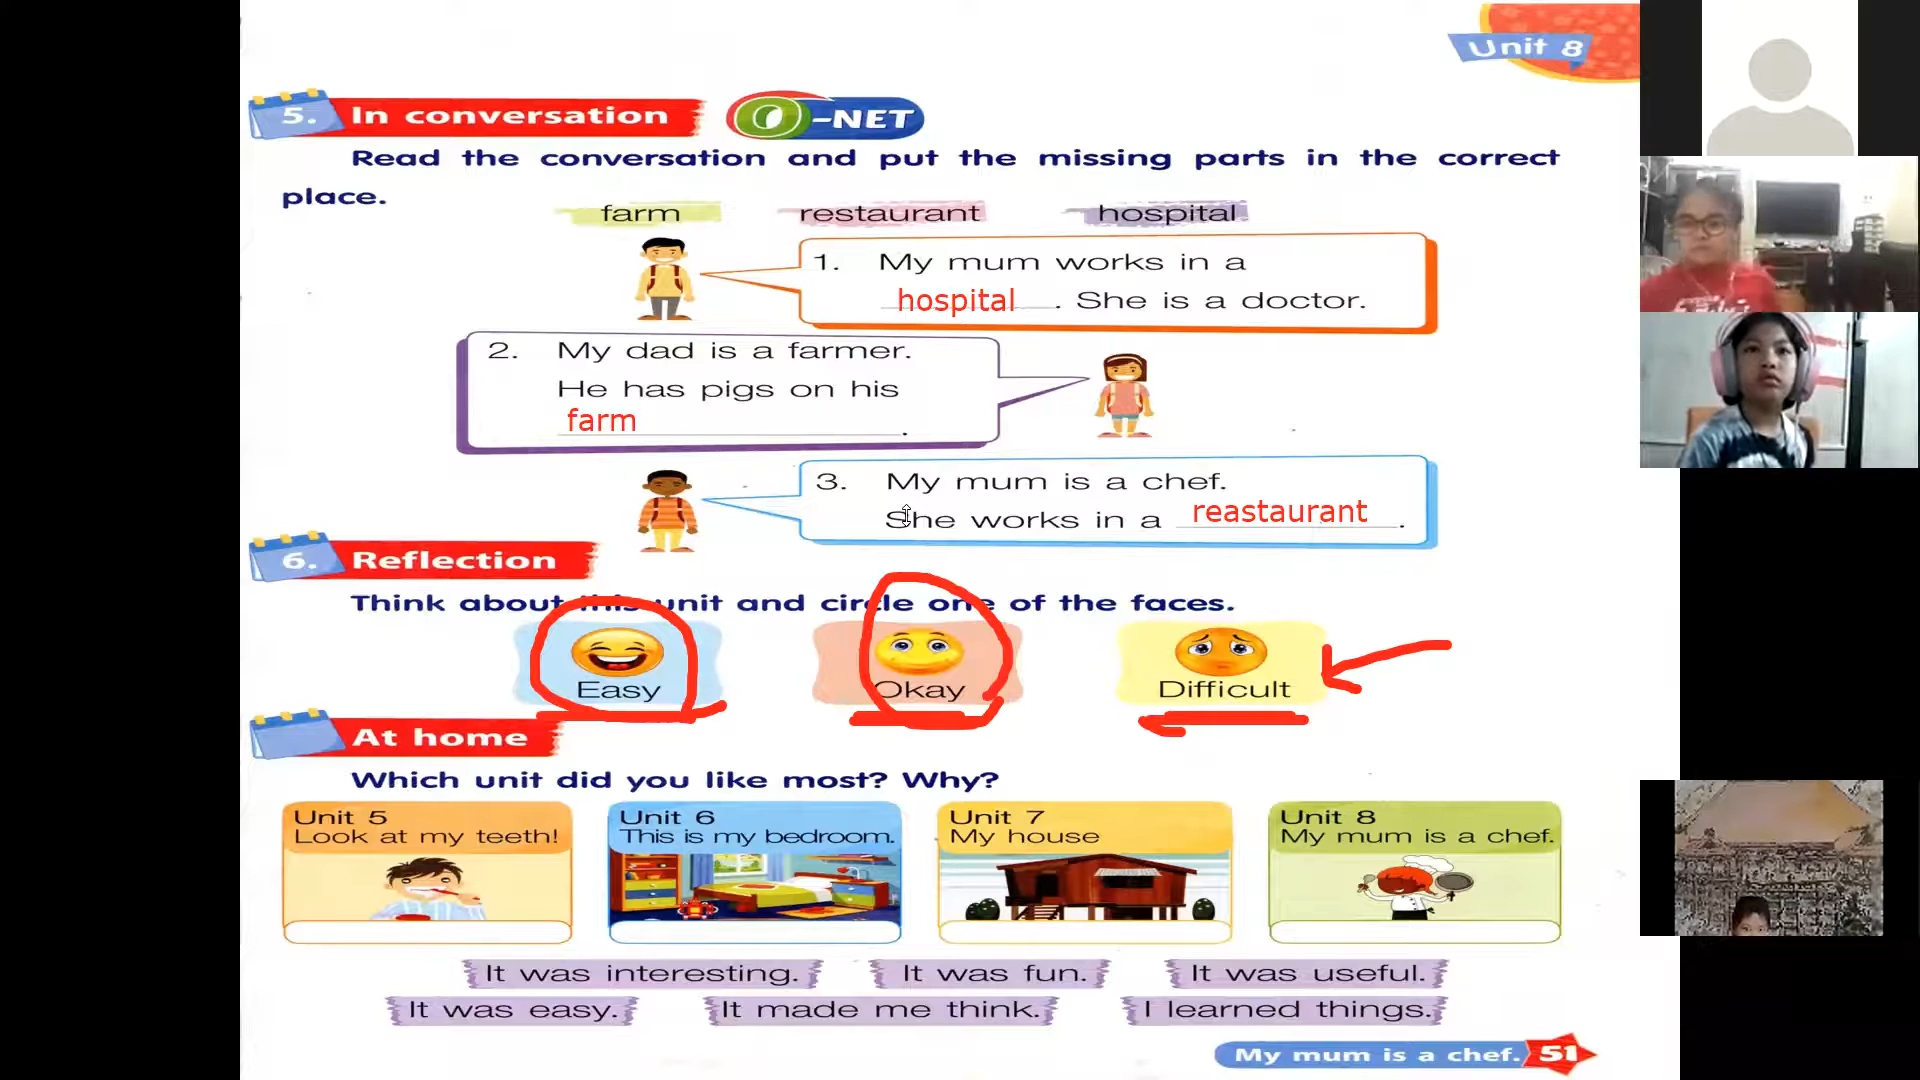 Unit 8
5. In conversation O-NET
Read the conversation and put the missing parts in the correct
place.
farm restaurant hospital
1. My mum works in a
hospital. She is a doctor.
2. My dad is a farmer.
He has pigs on his
farm.
3. My mum is a chef.
She works in a reastaurant.
6. Reflection
Think about this unit and circle one of the faces.
Easy Okay Difficult
At home
Which unit did you like most? Why?
Unit 5
Look at my teeth!
Unit 6
This is my bedroom.
Unit 7
My house
Unit 8
My mum is a chef.
It was interesting. It was fun. It was useful.
It was easy. It made me think. I learned things.
My mum is a chef. 51